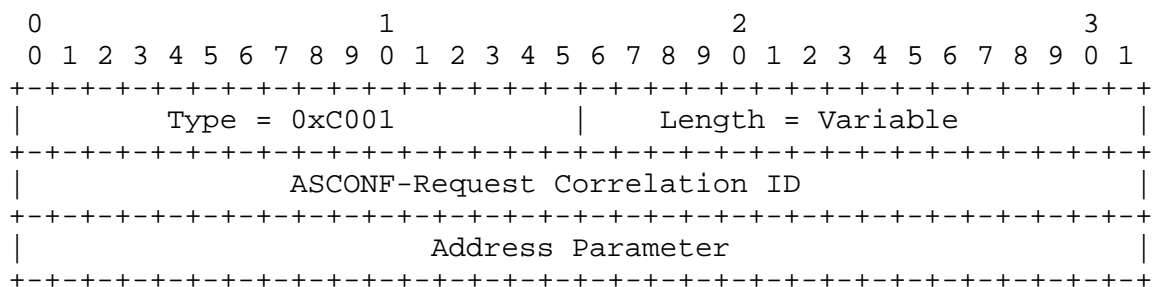 0                   1                   2                   3
 0 1 2 3 4 5 6 7 8 9 0 1 2 3 4 5 6 7 8 9 0 1 2 3 4 5 6 7 8 9 0 1
+-+-+-+-+-+-+-+-+-+-+-+-+-+-+-+-+-+-+-+-+-+-+-+-+-+-+-+-+-+-+-+-+
|        Type = 0xC001          |    Length = Variable          |
+-+-+-+-+-+-+-+-+-+-+-+-+-+-+-+-+-+-+-+-+-+-+-+-+-+-+-+-+-+-+-+-+
|               ASCONF-Request Correlation ID                   |
+-+-+-+-+-+-+-+-+-+-+-+-+-+-+-+-+-+-+-+-+-+-+-+-+-+-+-+-+-+-+-+-+
|                       Address Parameter                       |
+-+-+-+-+-+-+-+-+-+-+-+-+-+-+-+-+-+-+-+-+-+-+-+-+-+-+-+-+-+-+-+-+